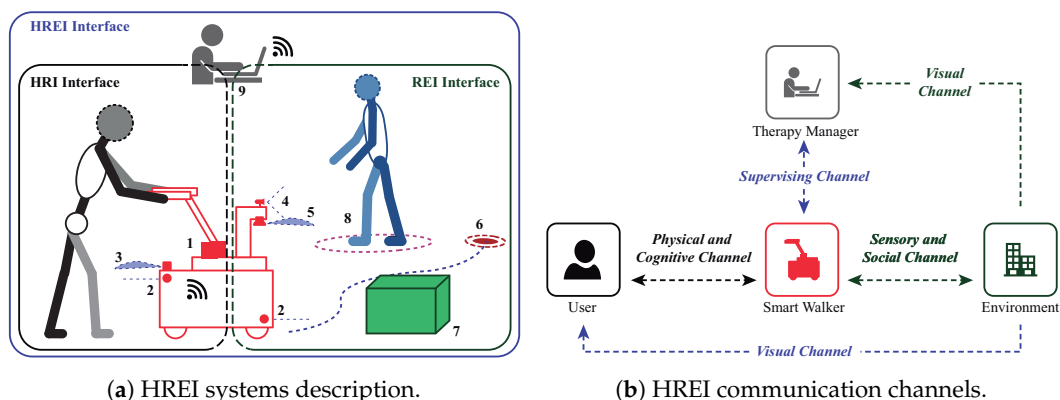 HREI Interface
HRI Interface
REI Interface
9
4
5
8
6
1
3
2
2
7
(a) HREI systems description.
Visual
Channel
Therapy Manager
Supervising Channel
Physical and
Cognitive Channel
Sensory and
Social Channel
User
Smart Walker
Environment
Visual Channel
(b) HREI communication channels.